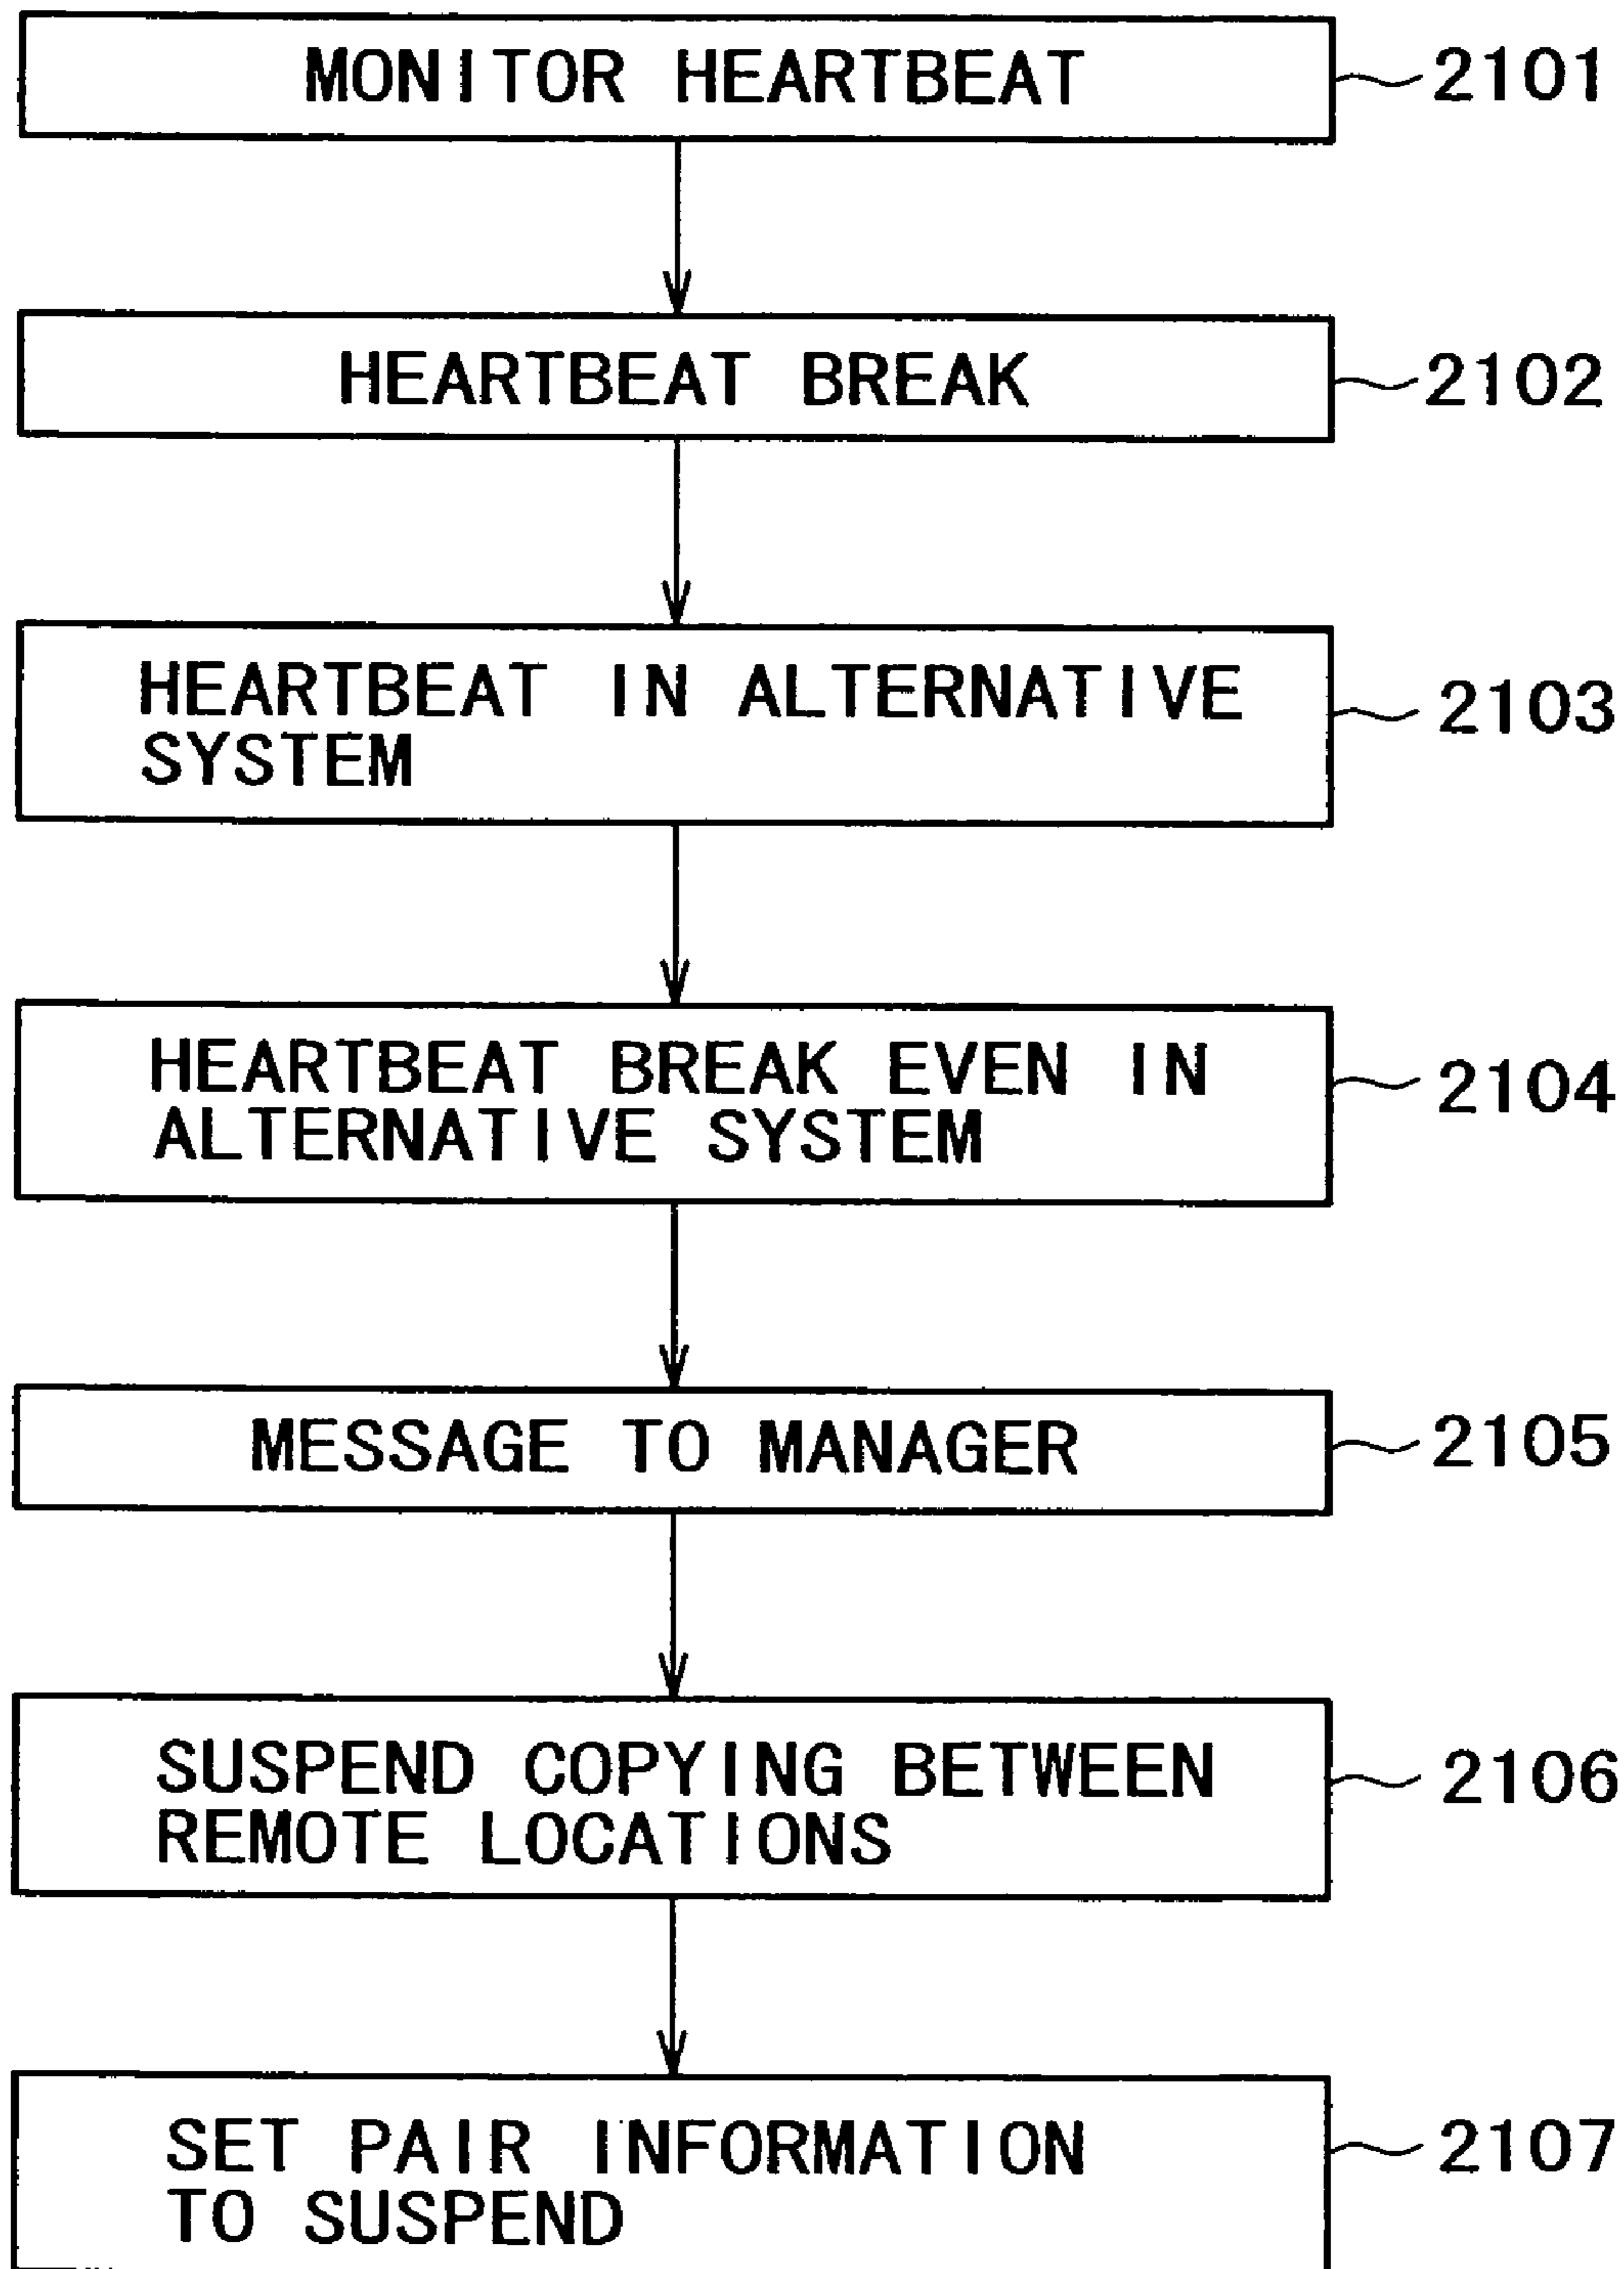 MONITOR HEARTBEAT
2101
HEARTBEAT BREAK
2102
HEARTBEAT IN ALTERNATIVE
SYSTEM
2103
HEARTBEAT BREAK EVEN IN
ALTERNATIVE SYSTEM
2104
MESSAGE TO MANAGER
2105
SUSPEND COPYING BETWEEN
REMOTE LOCATIONS
2106
SET PAIR INFORMATION
TO SUSPEND
2107